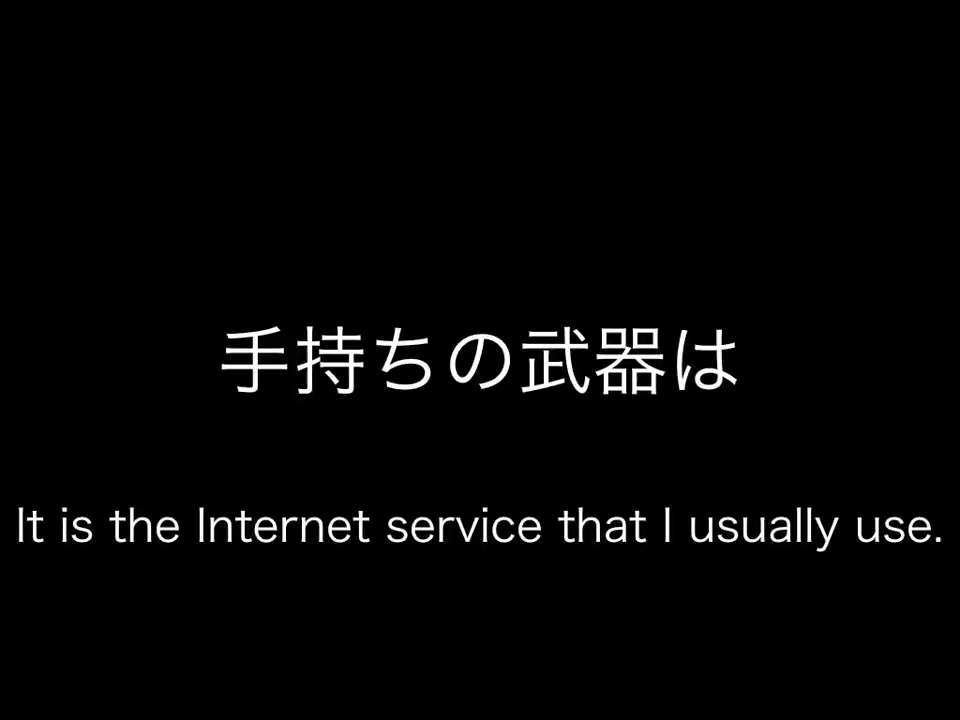 手持ちの武器は
It is the Internet service that I usually use.